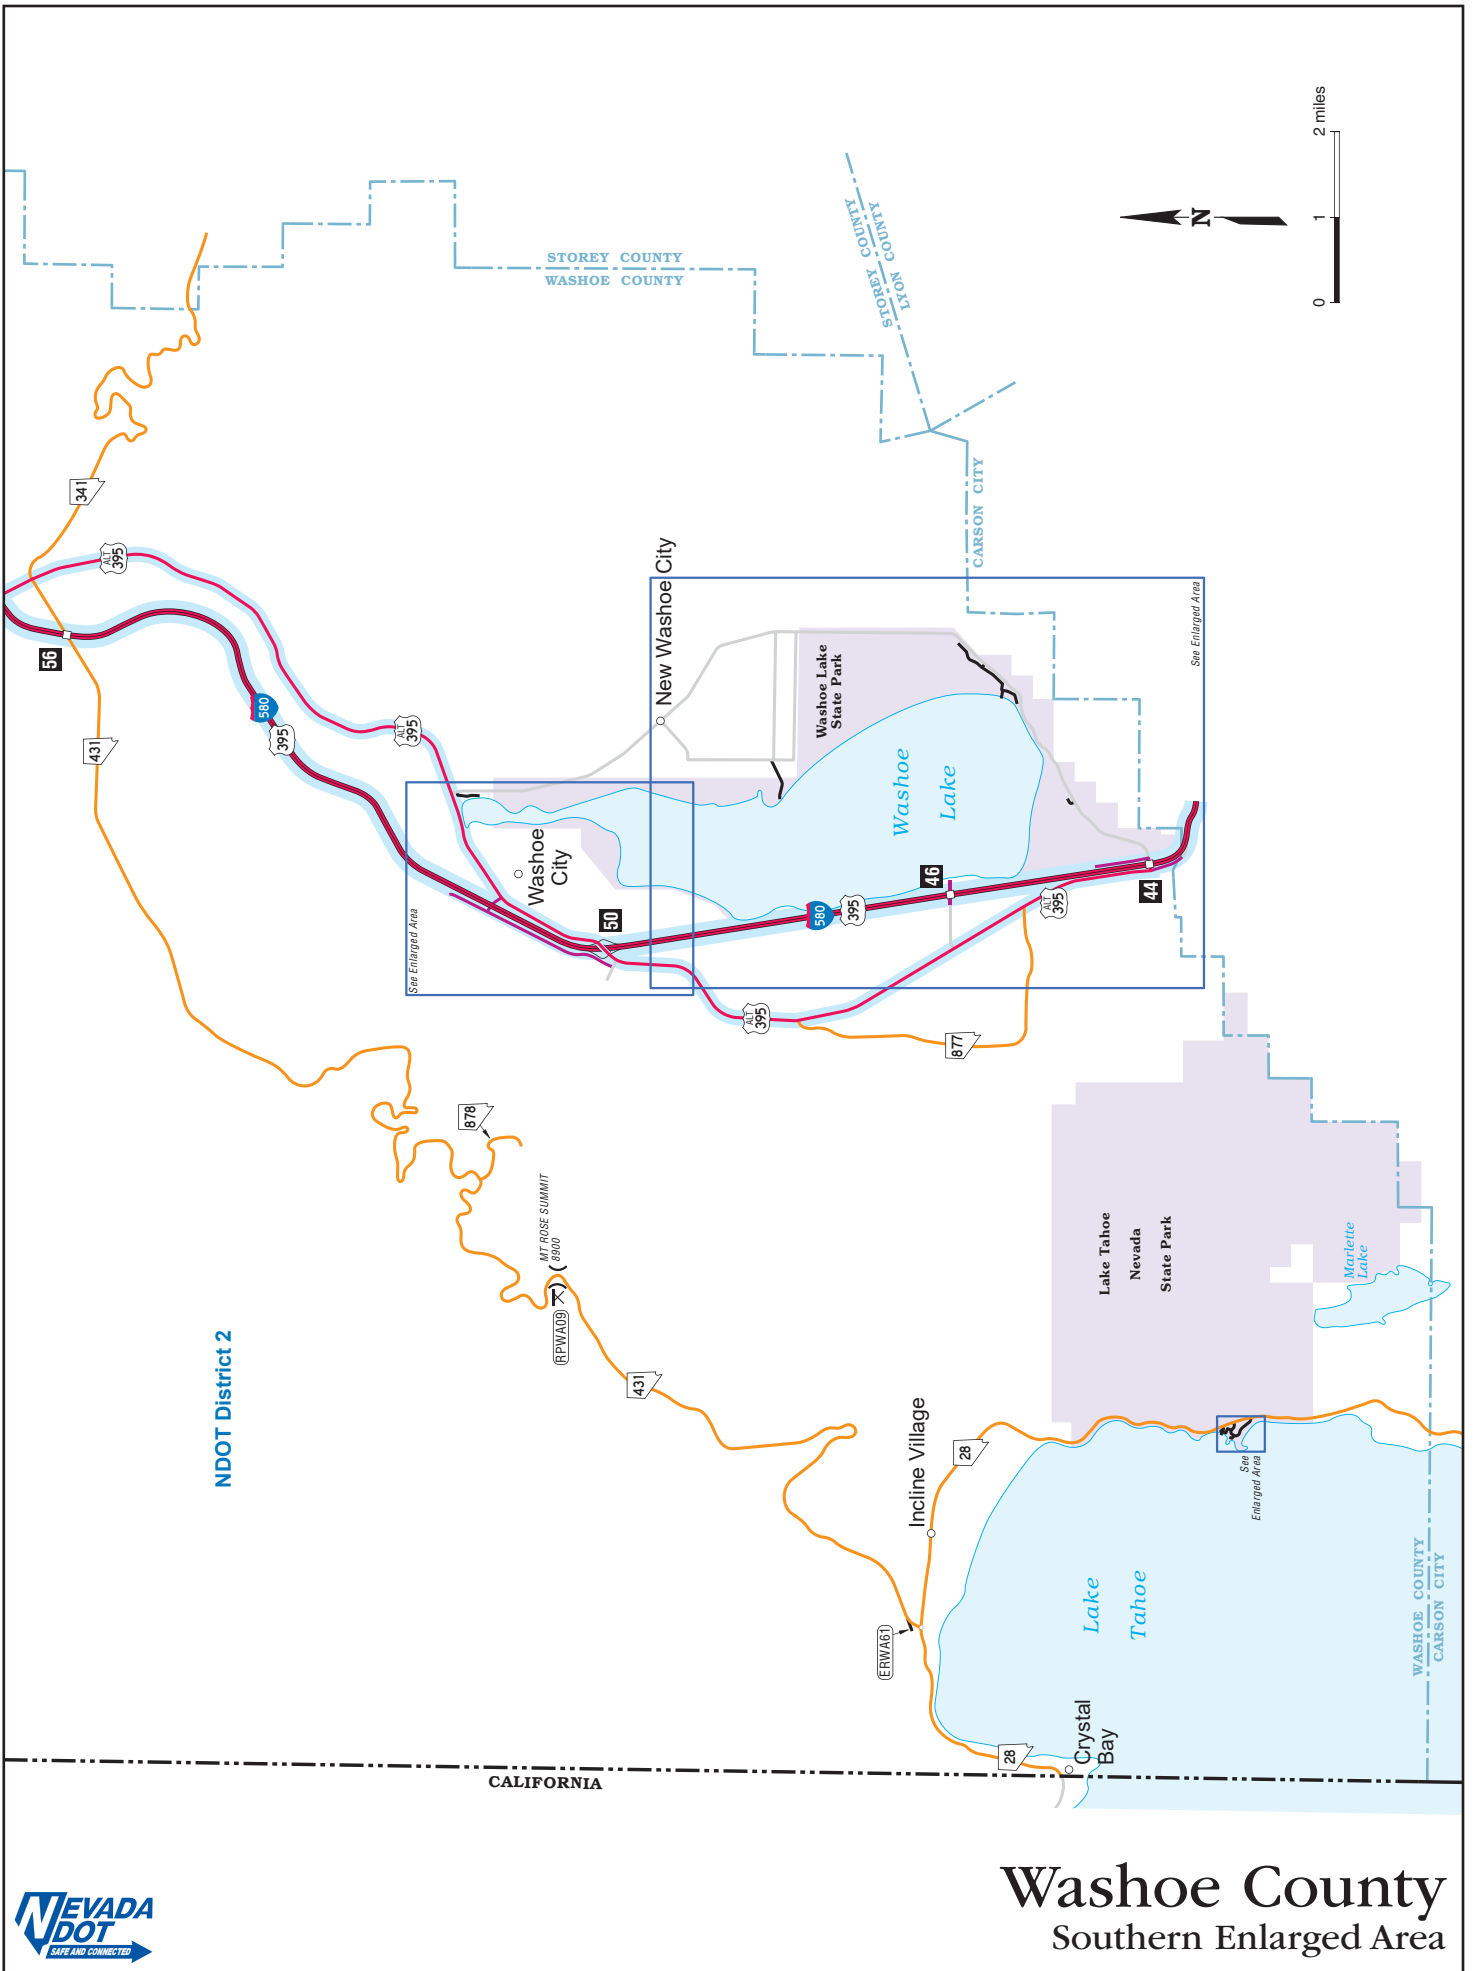 STOREY COUNTY
WASHOE COUNTY
STOREY COUNTY
LYON COUNTY
N
0
1
2 miles
341
ALT
395
56
580
395
431
ALT
395
CARSON CITY
New Washoe City
See Enlarged Area
Washoe Lake
State Park
Washoe
Lake
Washoe
City
See Enlarged Area
50
46
580
395
ALT
395
44
ALT
395
877
878
MT ROSE SUMMIT
8900
RPWA09
431
NDOT District 2
Lake Tahoe
Nevada
State Park
Marlette
Lake
Incline Village
28
See
Enlarged Area
ERWA61
Lake
Tahoe
WASHOE COUNTY
CARSON CITY
28
Crystal
Bay
CALIFORNIA
NEVADA
DOT
SAFE AND CONNECTED
Washoe County
Southern Enlarged Area